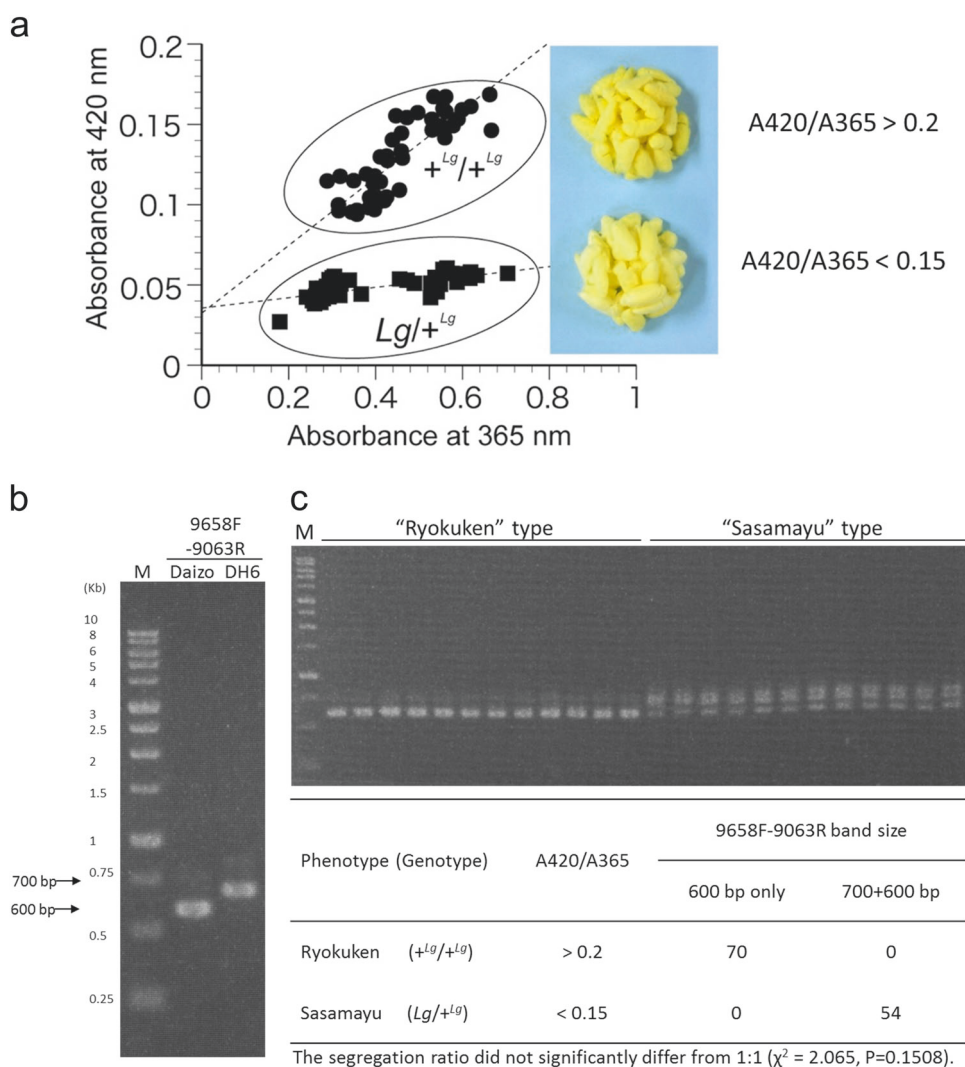 a
0.2
0.15
0.1
0.05
0
Absorbance at 420 nm
0 0.2 0.4 0.6 0.8 1
Absorbance at 365 nm
+Lg/+Lg
Lg/+Lg
A420/A365 > 0.2
A420/A365 < 0.15
b
9658F
-9063R
M Daizo DH6
(Kb)
10
8
6
5
4
3
2.5
2
1.5
1
0.75
700 bp
600 bp
0.5
0.25
c
M "Ryokuken" type "Sasamayu" type
9658F-9063R band size
Phenotype (Genotype) A420/A365
600 bp only 700+600 bp
Ryokuken (+Lg/+Lg) > 0.2 70 0
Sasamayu (Lg/+Lg) < 0.15 0 54
The segregation ratio did not significantly differ from 1:1 (χ² = 2.065, P=0.1508).